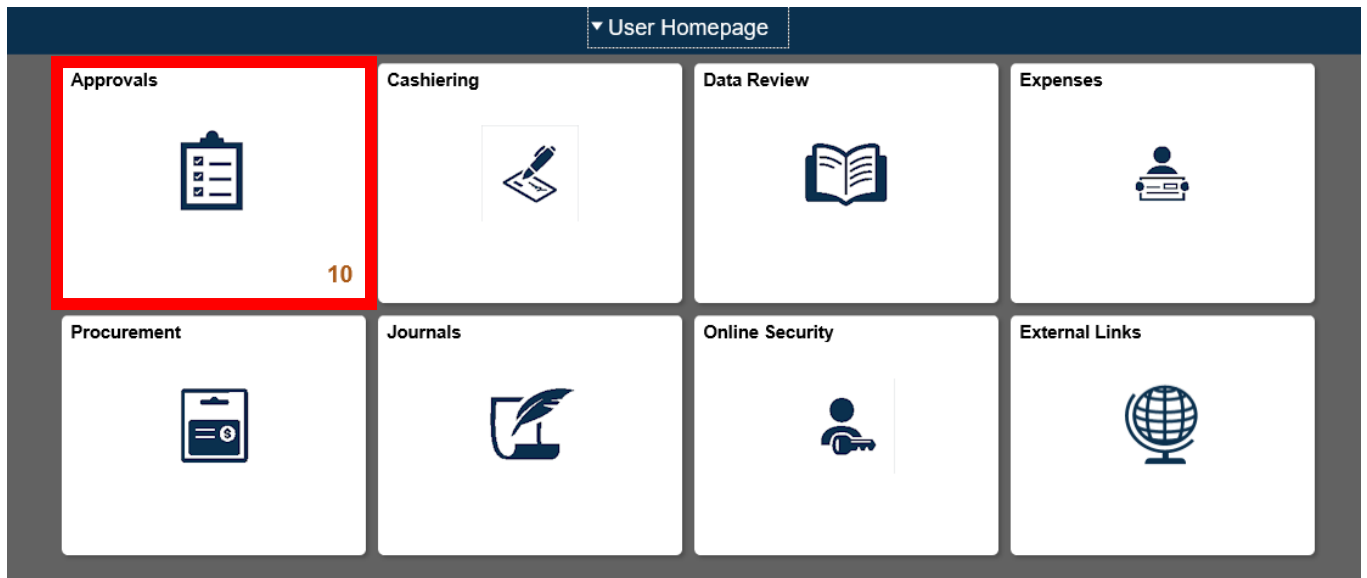 User Homepage
Approvals
10
Cashiering
Data Review
Expenses
Procurement
$
Journals
Online Security
External Links